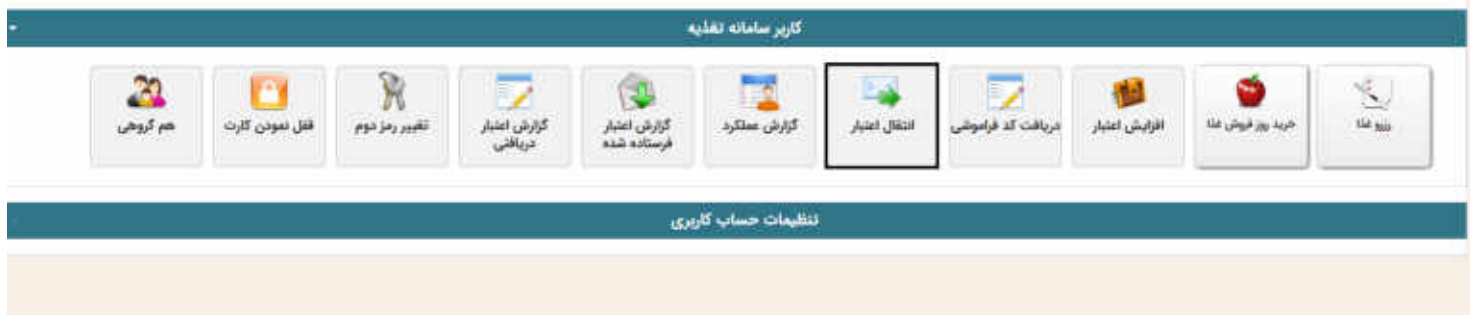 کاربر سامانه تغذیه
رزرو غذا
خرید روز فروش غذا
افزایش اعتبار
دریافت کد فراموشی
انتقال اعتبار
گزارش عملکرد
گزارش اعتبار
فرستاده شده
گزارش اعتبار
دریافتی
تغییر رمز دوم
قفل نمودن کارت
هم گروهی
تنظیمات حساب کاربری